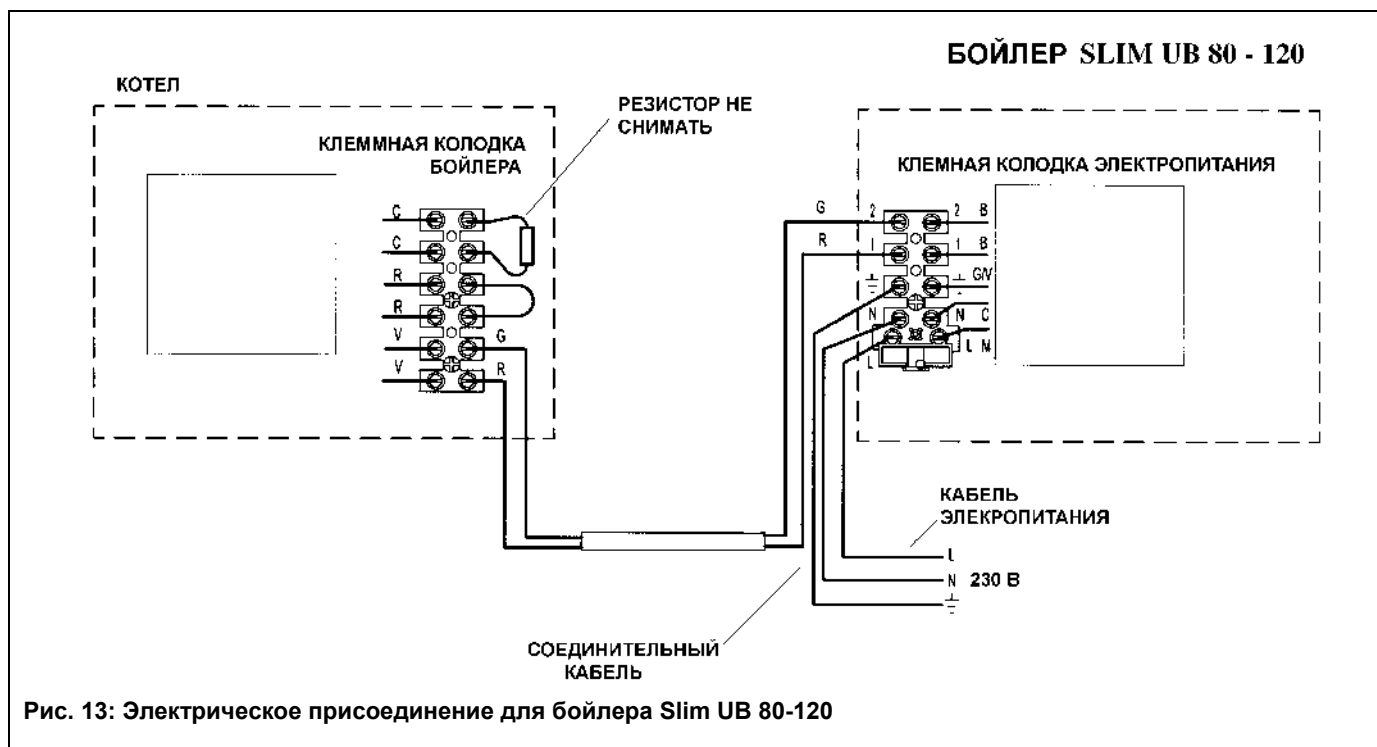 БОЙЛЕР SLIM UB 80 - 120
КОТЕЛ
РЕЗИСТОР НЕ
СНИМАТЬ
КЛЕММНАЯ КОЛОДКА
БОЙЛЕРА
КЛЕМНАЯ КОЛОДКА ЭЛЕКТРОПИТАНИЯ
C
C
R
R
V
V
G
R
G
R
2
1
N
L
2 B
1 B
G/V
N C
L M
КАБЕЛЬ
ЭЛЕКРОПИТАНИЯ
L
N 230 В
СОЕДИНИТЕЛЬНЫЙ
КАБЕЛЬ
Рис. 13: Электрическое присоединение для бойлера Slim UB 80-120